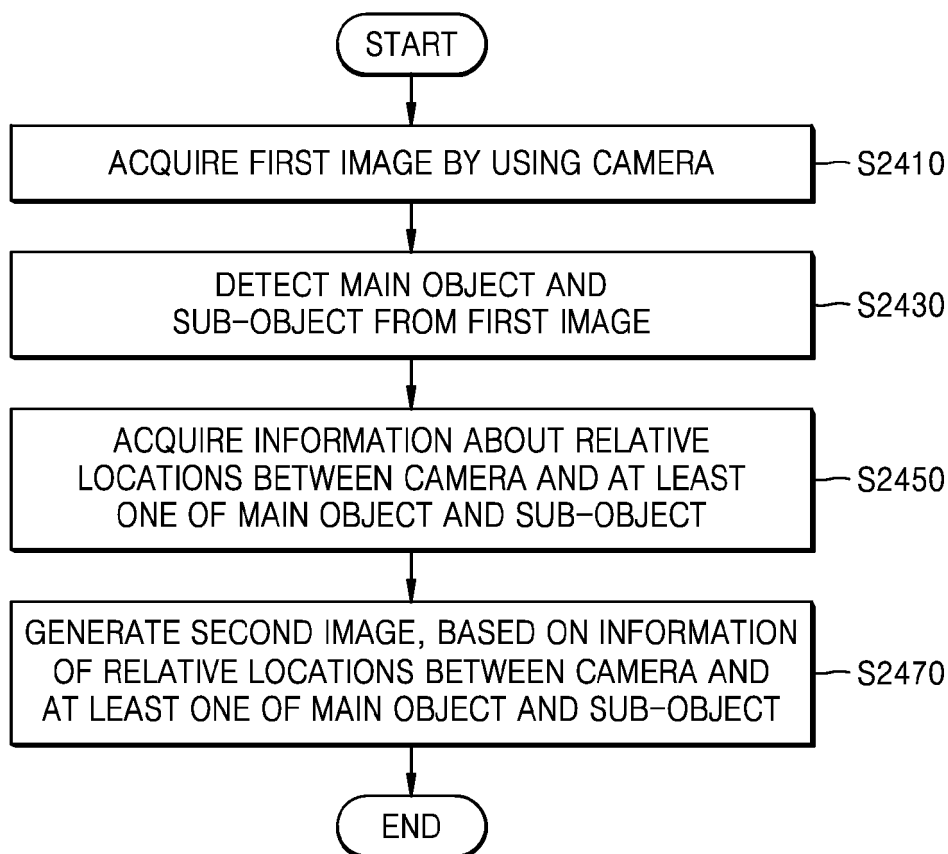 START
ACQUIRE FIRST IMAGE BY USING CAMERA
S2410
DETECT MAIN OBJECT AND
SUB-OBJECT FROM FIRST IMAGE
S2430
ACQUIRE INFORMATION ABOUT RELATIVE
LOCATIONS BETWEEN CAMERA AND AT LEAST
ONE OF MAIN OBJECT AND SUB-OBJECT
S2450
GENERATE SECOND IMAGE, BASED ON INFORMATION
OF RELATIVE LOCATIONS BETWEEN CAMERA AND
AT LEAST ONE OF MAIN OBJECT AND SUB-OBJECT
S2470
END